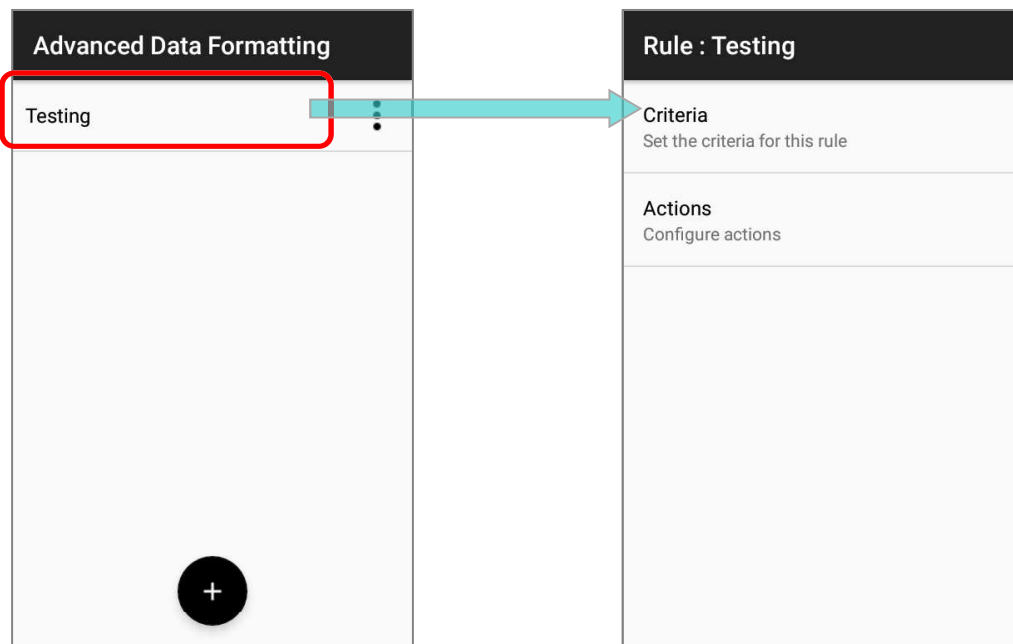 Advanced Data Formatting
Testing
+
Rule : Testing
Criteria
Set the criteria for this rule
Actions
Configure actions